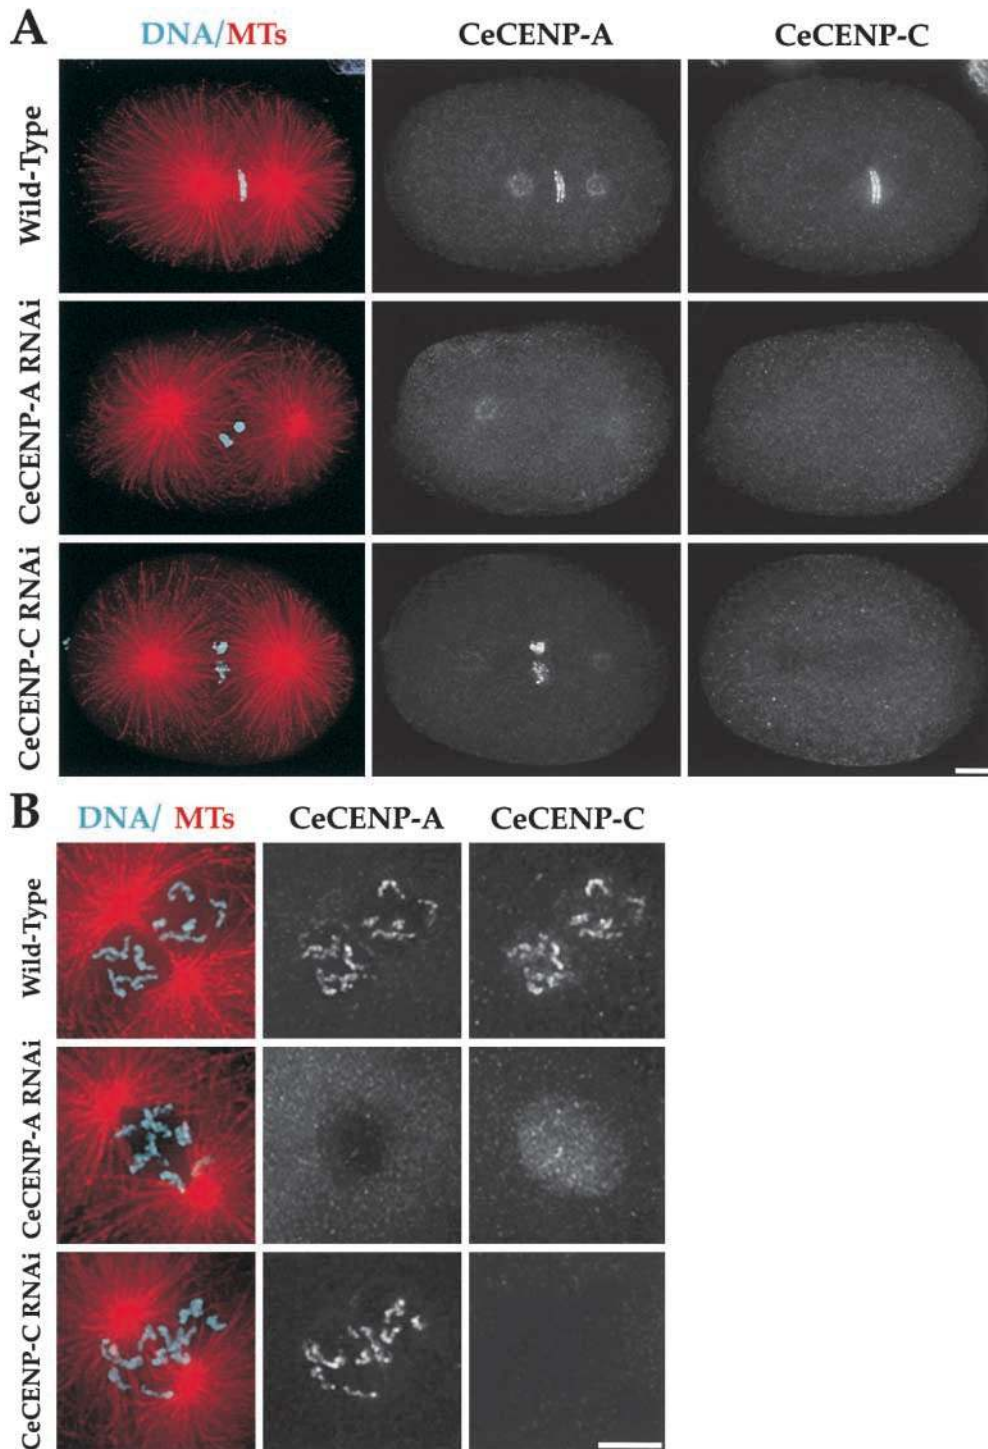 A DNA/MTs CeCENP-A CeCENP-C
Wild-Type
CeCENP-A RNAi
CeCENP-C RNAi
B DNA/ MTs CeCENP-A CeCENP-C
Wild-Type
CeCENP-A RNAi
CeCENP-C RNAi